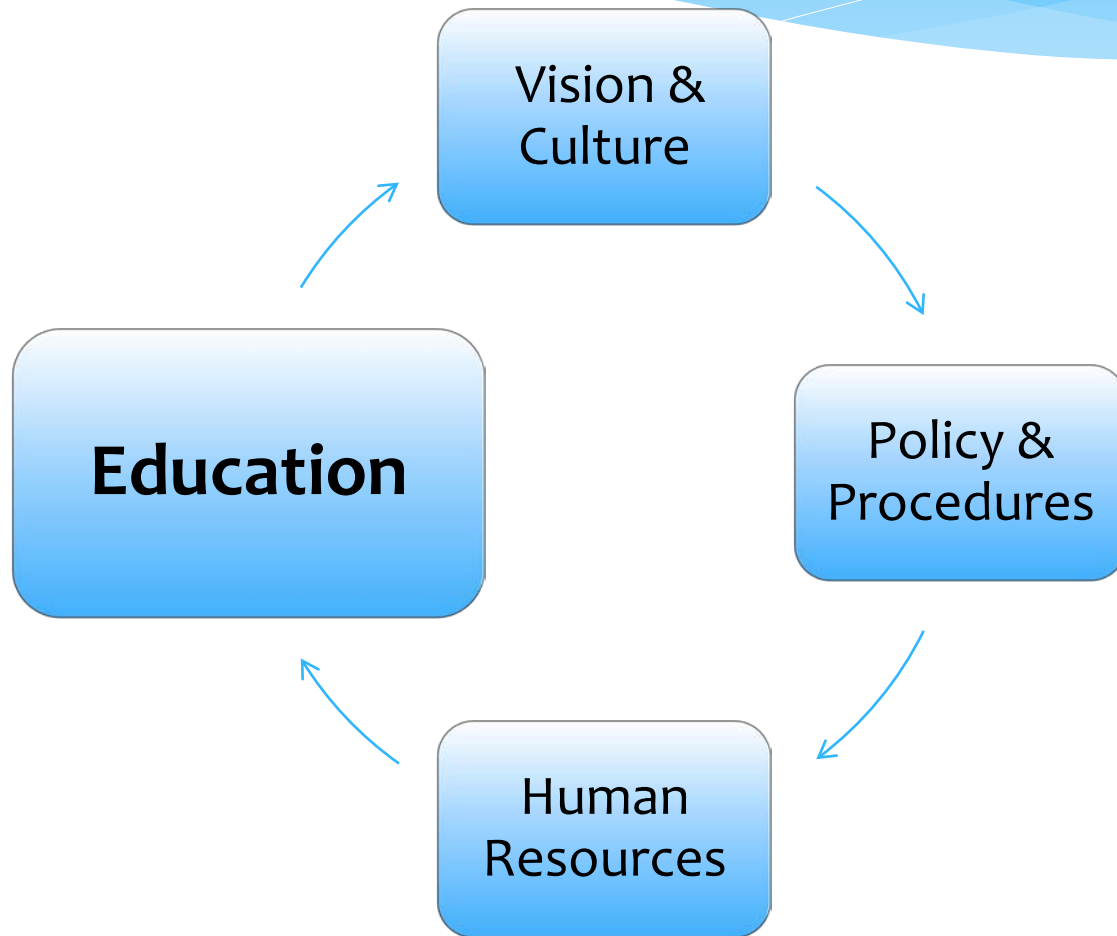 Vision &
Culture
Policy &
Procedures
Education
Human
Resources